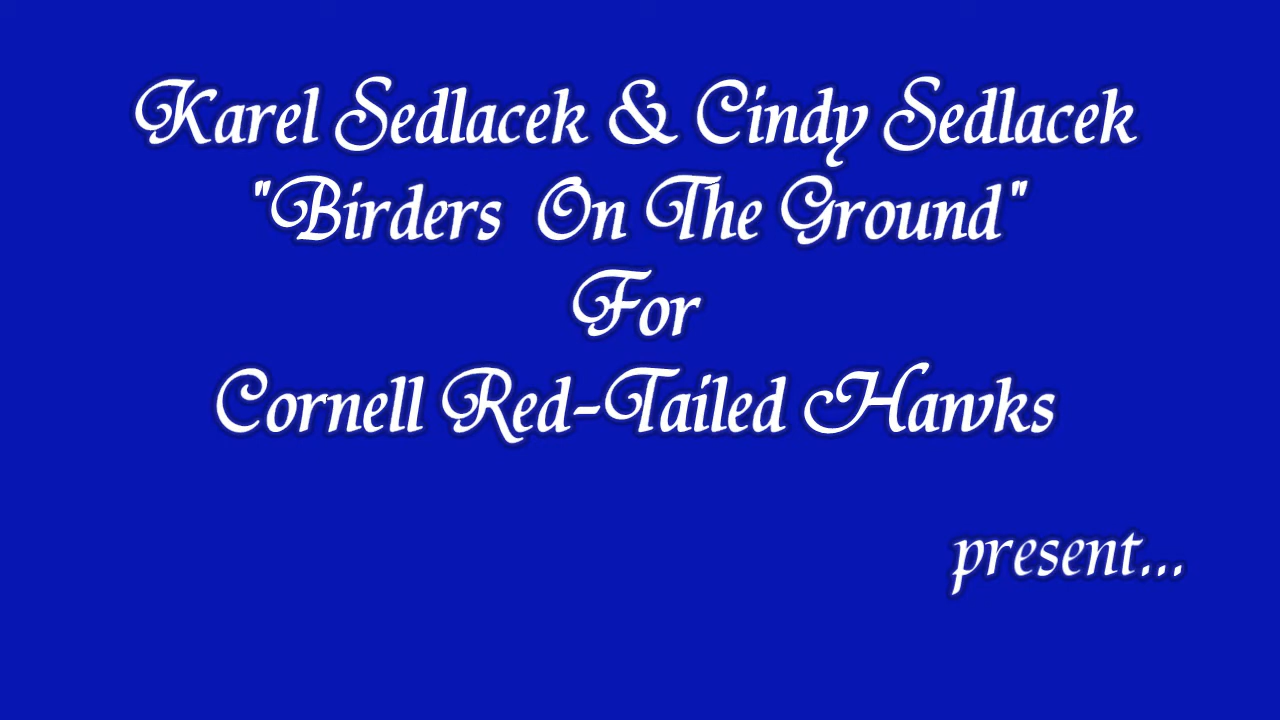 Karel Sedlacek & Cindy Sedlacek
"Birders On The Ground"
For
Cornell Red-Tailed Hawks
present...